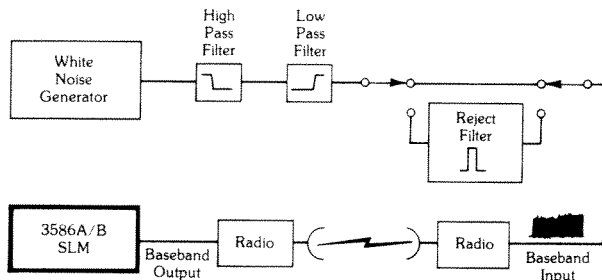 High
Pass
Filter
Low
Pass
Filter
White
Noise
Generator
Reject
Filter
3586A/B
SLM
Baseband
Output
Radio
Radio
Baseband
Input